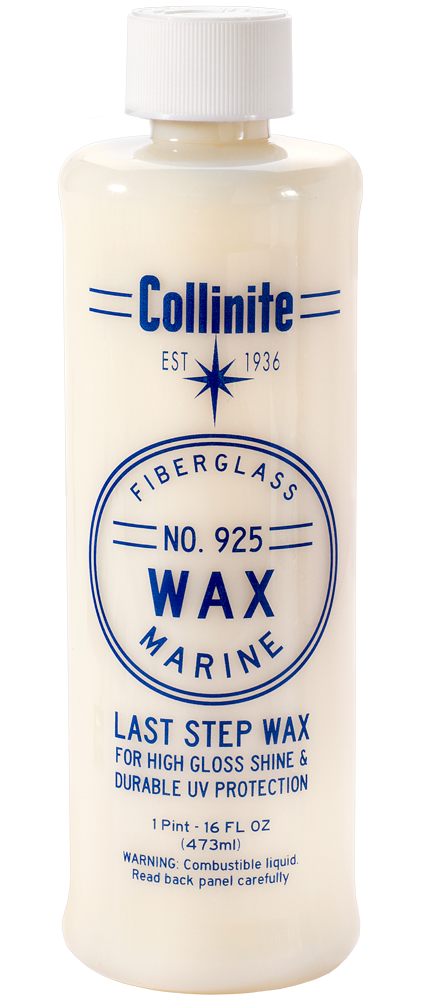 Collinite
EST 1936
FIBERGLASS
NO. 925
WAX
MARINE
LAST STEP WAX
FOR HIGH GLOSS SHINE &
DURABLE UV PROTECTION
1 Pint - 16 FL OZ
(473ml)
WARNING: Combustible liquid.
Read back panel carefully